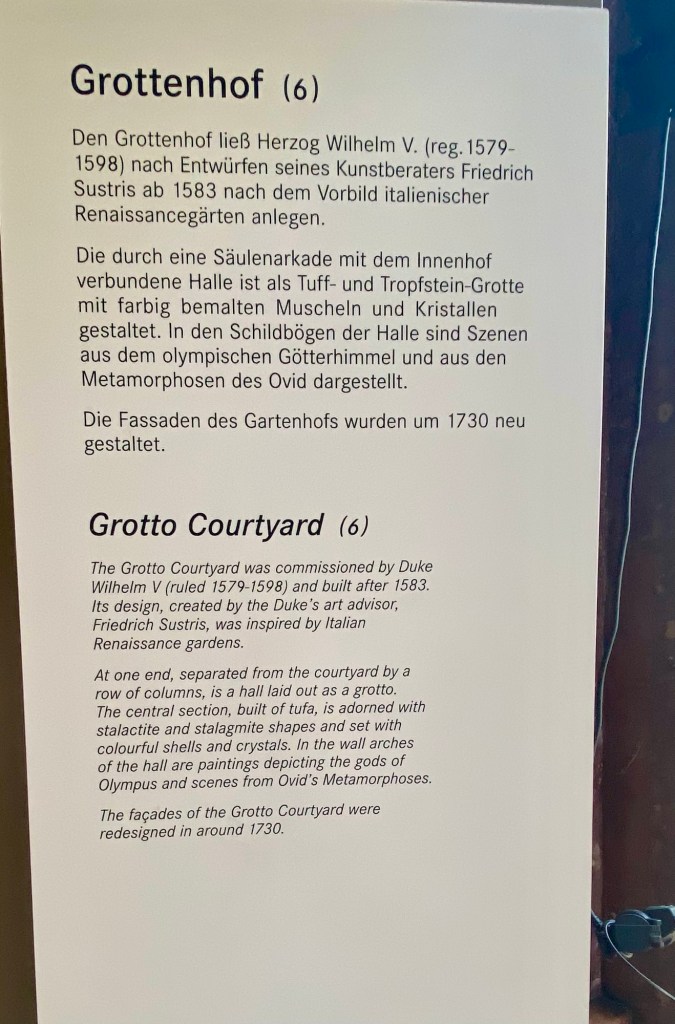 Grottenhof (6)
Den Grottenhof ließ Herzog Wilhelm V. (reg. 1579-
1598) nach Entwürfen seines Kunstberaters Friedrich
Sustris ab 1583 nach dem Vorbild italienischer
Renaissancegärten anlegen.
Die durch eine Säulenarkade mit dem Innenhof
verbundene Halle ist als Tuff- und Tropfstein-Grotte
mit farbig bemalten Muscheln und Kristallen
gestaltet. In den Schildbögen der Halle sind Szenen
aus dem olympischen Götterhimmel und aus den
Metamorphosen des Ovid dargestellt.
Die Fassaden des Gartenhofs wurden um 1730 neu
gestaltet.
Grotto Courtyard (6)
The Grotto Courtyard was commissioned by Duke
Wilhelm V (ruled 1579-1598) and built after 1583.
Its design, created by the Duke's art advisor,
Friedrich Sustris, was inspired by Italian
Renaissance gardens.
At one end, separated from the courtyard by a
row of columns, is a hall laid out as a grotto.
The central section, built of tufa, is adorned with
stalactite and stalagmite shapes and set with
colourful shells and crystals. In the wall arches
of the hall are paintings depicting the gods of
Olympus and scenes from Ovid's Metamorphoses.
The façades of the Grotto Courtyard were
redesigned in around 1730.